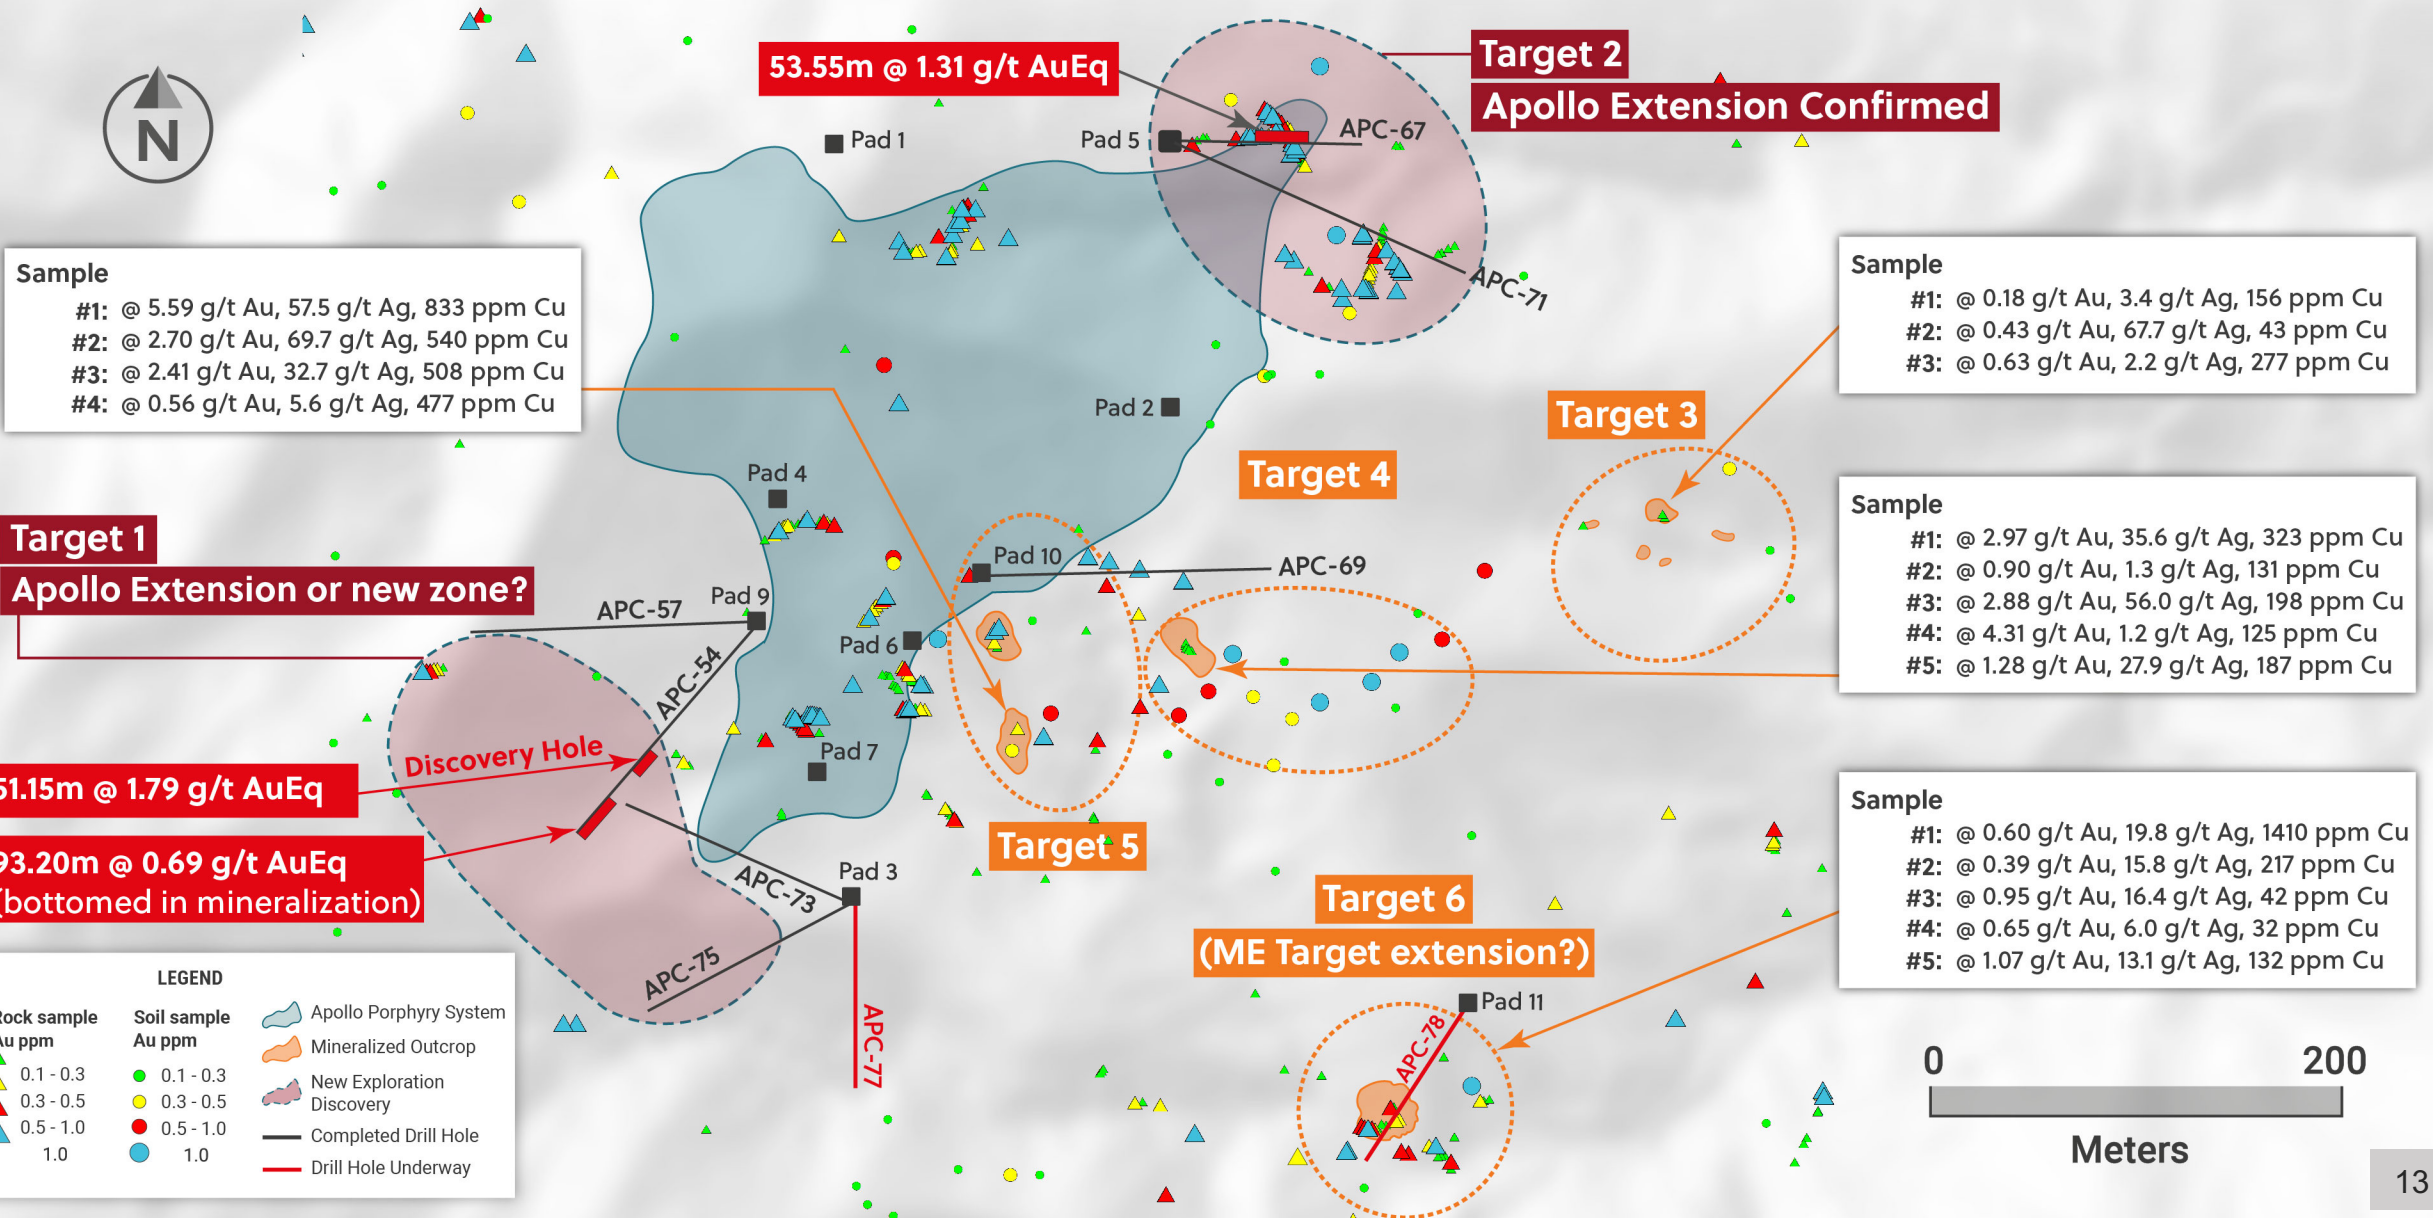 N
53.55m @ 1.31 g/t AuEq
Target 2
Apollo Extension Confirmed
Pad 1
Pad 5
APC-67
APC-71
Sample
#1: @ 5.59 g/t Au, 57.5 g/t Ag, 833 ppm Cu
#2: @ 2.70 g/t Au, 69.7 g/t Ag, 540 ppm Cu
#3: @ 2.41 g/t Au, 32.7 g/t Ag, 508 ppm Cu
#4: @ 0.56 g/t Au, 5.6 g/t Ag, 477 ppm Cu
Sample
#1: @ 0.18 g/t Au, 3.4 g/t Ag, 156 ppm Cu
#2: @ 0.43 g/t Au, 67.7 g/t Ag, 43 ppm Cu
#3: @ 0.63 g/t Au, 2.2 g/t Ag, 277 ppm Cu
Pad 2
Target 3
Target 4
Pad 4
Sample
#1: @ 2.97 g/t Au, 35.6 g/t Ag, 323 ppm Cu
#2: @ 0.90 g/t Au, 1.3 g/t Ag, 131 ppm Cu
#3: @ 2.88 g/t Au, 56.0 g/t Ag, 198 ppm Cu
#4: @ 4.31 g/t Au, 1.2 g/t Ag, 125 ppm Cu
#5: @ 1.28 g/t Au, 27.9 g/t Ag, 187 ppm Cu
Target 1
Apollo Extension or new zone?
Pad 10
APC-69
APC-57
Pad 9
Pad 6
APC-54
Discovery Hole
Pad 7
51.15m @ 1.79 g/t AuEq
93.20m @ 0.69 g/t AuEq
(bottomed in mineralization)
Target 5
Pad 3
APC-73
APC-75
APC-77
Sample
#1: @ 0.60 g/t Au, 19.8 g/t Ag, 1410 ppm Cu
#2: @ 0.39 g/t Au, 15.8 g/t Ag, 217 ppm Cu
#3: @ 0.95 g/t Au, 16.4 g/t Ag, 42 ppm Cu
#4: @ 0.65 g/t Au, 6.0 g/t Ag, 32 ppm Cu
#5: @ 1.07 g/t Au, 13.1 g/t Ag, 132 ppm Cu
Target 6
(ME Target extension?)
Pad 11
APC-78
LEGEND
Rock sample
Au ppm
0.1 - 0.3
0.3 - 0.5
0.5 - 1.0
1.0
Soil sample
Au ppm
0.1 - 0.3
0.3 - 0.5
0.5 - 1.0
1.0
Apollo Porphyry System
Mineralized Outcrop
New Exploration
Discovery
Completed Drill Hole
Drill Hole Underway
0 200
Meters
13